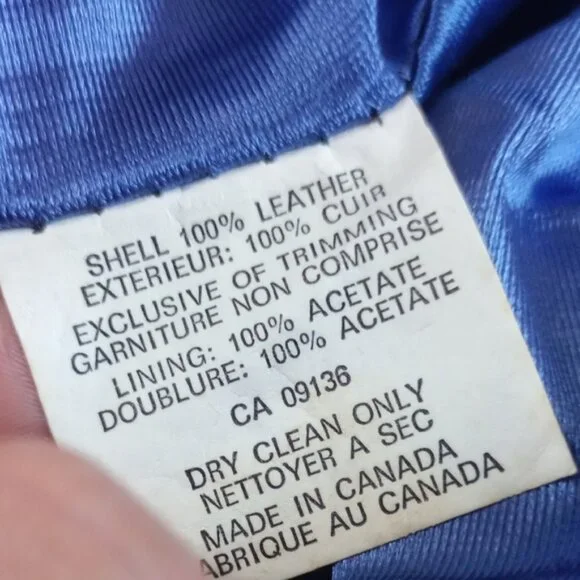 SHELL 100% LEATHER
EXTERIEUR: 100% CUIR
EXCLUSIVE OF TRIMMING
GARNITURE NON COMPRISE
LINING: 100% ACETATE
DOUBLURE: 100% ACETATE
CA 09136
DRY CLEAN ONLY
NETTOYER A SEC
MADE IN CANADA
ABRIQUE AU CANADA